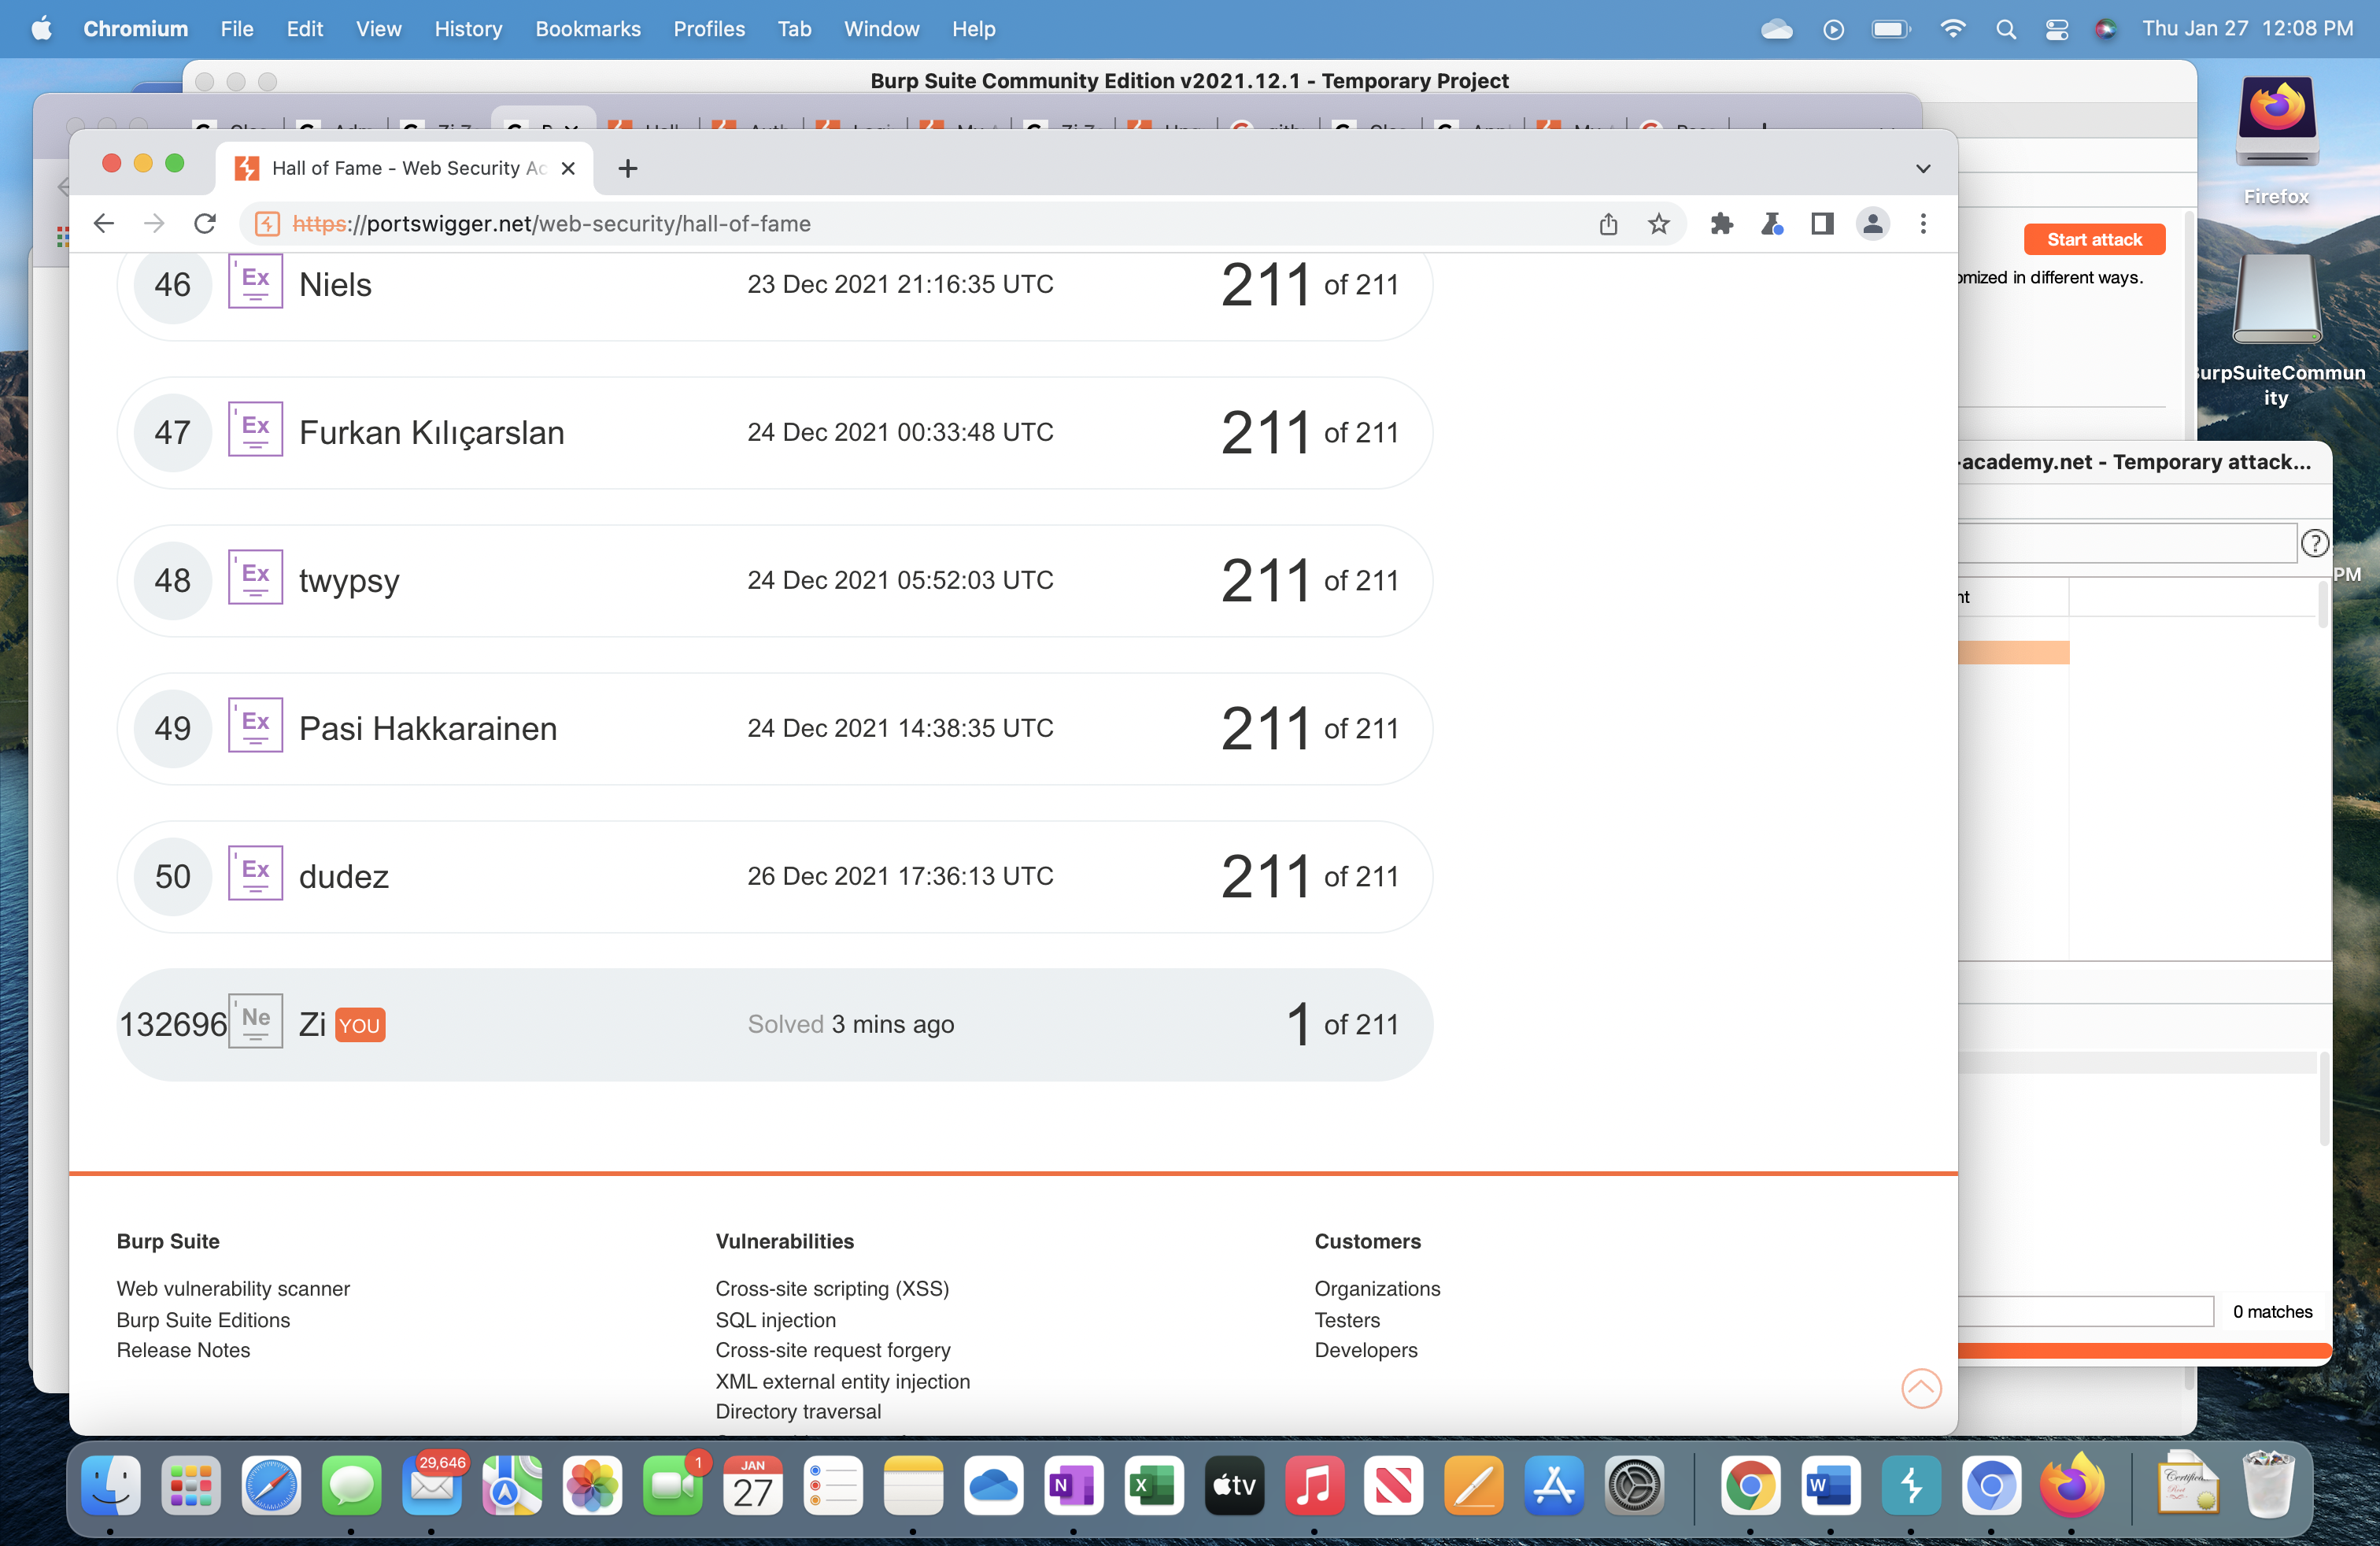 Chromium File Edit View History Bookmarks Profiles Tab Window Help Thu Jan 27 12:08 PM
Burp Suite Community Edition v2021.12.1 - Temporary Project
Hall of Fame - Web Security Ac
https://portswigger.net/web-security/hall-of-fame
Firefox
Start attack
omized in different ways.
BurpSuiteCommun
ity
46 Ex Niels 23 Dec 2021 21:16:35 UTC 211 of 211
47 Ex Furkan Kılıçarslan 24 Dec 2021 00:33:48 UTC 211 of 211
-academy.net - Temporary attack...
48 Ex twypsy 24 Dec 2021 05:52:03 UTC 211 of 211
PM
nt
49 Ex Pasi Hakkarainen 24 Dec 2021 14:38:35 UTC 211 of 211
50 Ex dudez 26 Dec 2021 17:36:13 UTC 211 of 211
132696 Ne Zi YOU Solved 3 mins ago 1 of 211
Burp Suite
Web vulnerability scanner
Burp Suite Editions
Release Notes
Vulnerabilities
Cross-site scripting (XSS)
SQL injection
Cross-site request forgery
XML external entity injection
Directory traversal
Customers
Organizations
Testers
Developers
0 matches
29,646
1
JAN
27
tv